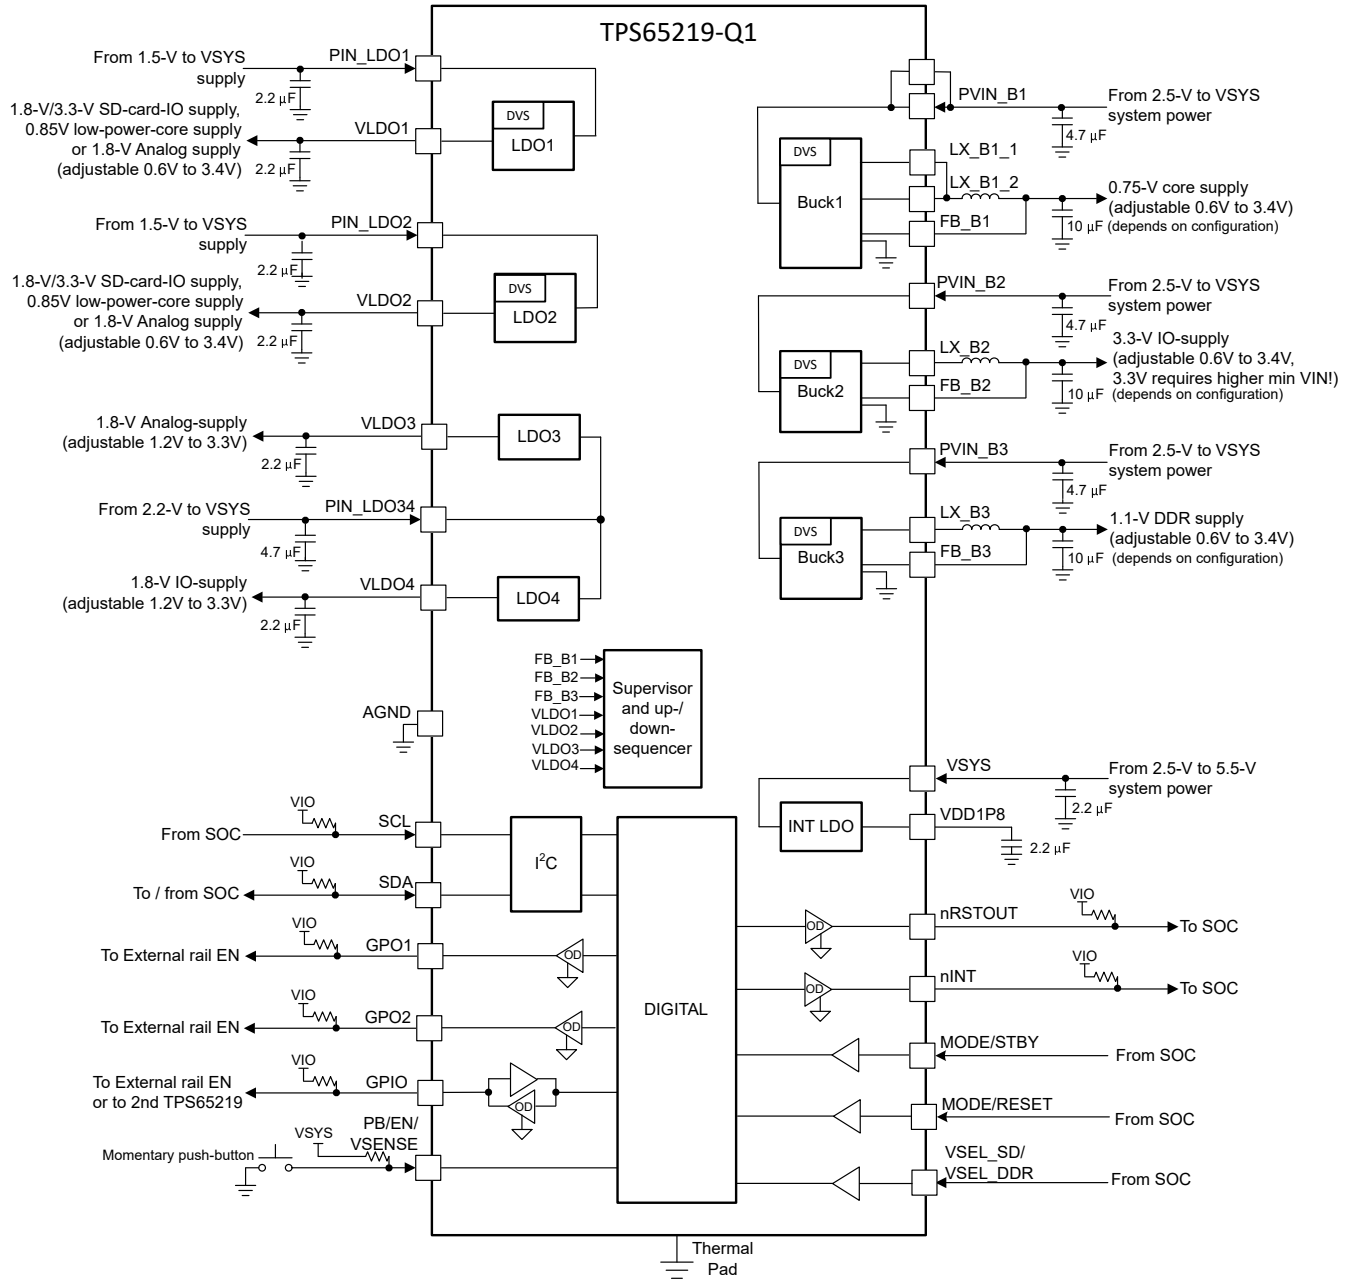 TPS65219-Q1
From 1.5-V to VSYS
supply
PIN_LDO1
2.2 μF
1.8-V/3.3-V SD-card-IO supply,
0.85V low-power-core supply
or 1.8-V Analog supply
(adjustable 0.6V to 3.4V)
VLDO1
2.2 μF
DVS
LDO1
From 1.5-V to VSYS
supply
PIN_LDO2
2.2 μF
1.8-V/3.3-V SD-card-IO supply,
0.85V low-power-core supply
or 1.8-V Analog supply
(adjustable 0.6V to 3.4V)
VLDO2
2.2 μF
DVS
LDO2
1.8-V Analog-supply
(adjustable 1.2V to 3.3V)
VLDO3
2.2 μF
LDO3
From 2.2-V to VSYS
supply
PIN_LDO34
4.7 μF
1.8-V IO-supply
(adjustable 1.2V to 3.3V)
VLDO4
2.2 μF
LDO4
PVIN_B1
From 2.5-V to VSYS
system power
4.7 μF
DVS
Buck1
LX_B1_1
LX_B1_2
FB_B1
0.75-V core supply
(adjustable 0.6V to 3.4V)
10 μF (depends on configuration)
PVIN_B2
From 2.5-V to VSYS
system power
4.7 μF
DVS
Buck2
LX_B2
FB_B2
3.3-V IO-supply
(adjustable 0.6V to 3.4V,
3.3V requires higher min VIN!)
10 μF (depends on configuration)
PVIN_B3
From 2.5-V to VSYS
system power
4.7 μF
DVS
Buck3
LX_B3
FB_B3
1.1-V DDR supply
(adjustable 0.6V to 3.4V)
10 μF (depends on configuration)
FB_B1
FB_B2
FB_B3
VLDO1
VLDO2
VLDO3
VLDO4
Supervisor
and up-/
down-
sequencer
AGND
VSYS
From 2.5-V to 5.5-V
system power
2.2 μF
INT LDO
VDD1P8
2.2 μF
VIO
From SOC
SCL
VIO
To / from SOC
SDA
I²C
VIO
To External rail EN
GPO1
OD
VIO
To External rail EN
GPO2
OD
VIO
To External rail EN
or to 2nd TPS65219
GPIO
OD
Momentary push-button
VSYS
PB/EN/
VSENSE
DIGITAL
OD
nRSTOUT
VIO
To SOC
OD
nINT
VIO
To SOC
MODE/STBY
From SOC
MODE/RESET
From SOC
VSEL_SD/
VSEL_DDR
From SOC
Thermal
Pad